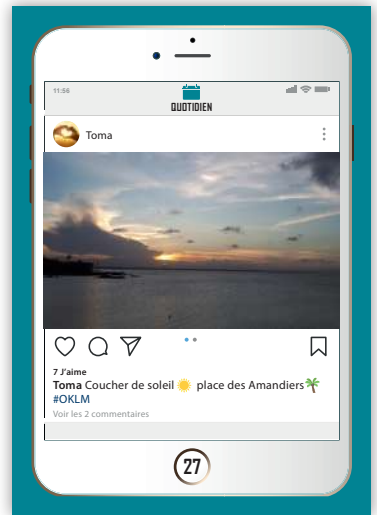 11:56
QUOTIDIEN
Toma
7 J'aime
Toma Coucher de soleil ☀️ place des Amandiers🌴
#OKLM
Voir les 2 commentaires
27